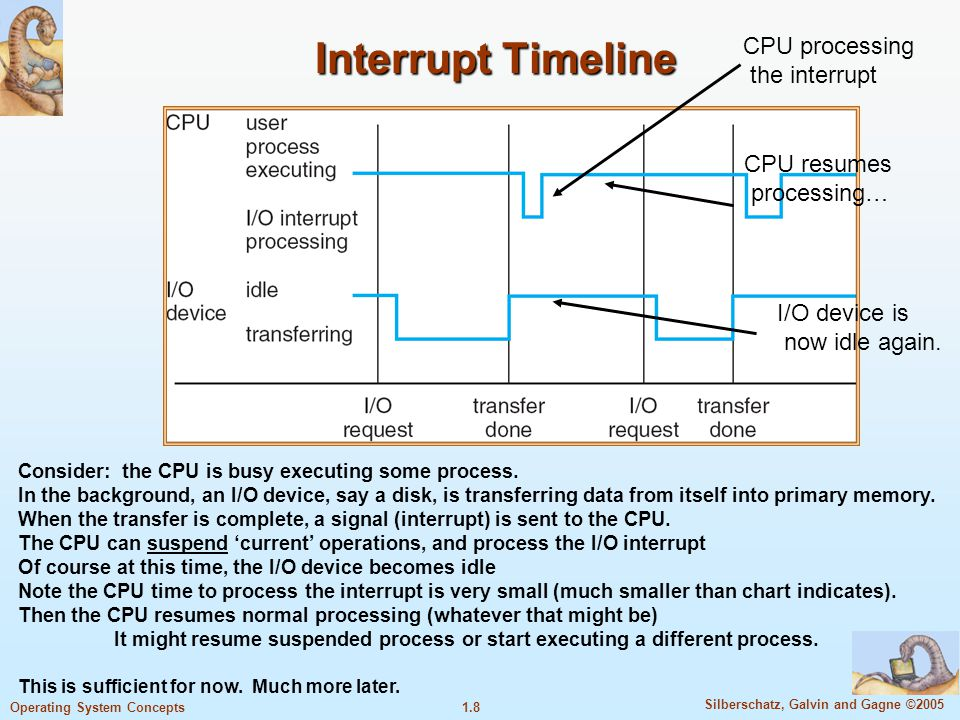 Interrupt Timeline
CPU processing
the interrupt
CPU
user
process
executing
CPU resumes
processing…
I/O interrupt
processing
I/O
device
idle
transferring
I/O device is
now idle again.
I/O
request
transfer
done
I/O
request
transfer
done
Consider: the CPU is busy executing some process.
In the background, an I/O device, say a disk, is transferring data from itself into primary memory.
When the transfer is complete, a signal (interrupt) is sent to the CPU.
The CPU can suspend ‘current’ operations, and process the I/O interrupt
Of course at this time, the I/O device becomes idle
Note the CPU time to process the interrupt is very small (much smaller than chart indicates).
Then the CPU resumes normal processing (whatever that might be)
It might resume suspended process or start executing a different process.
This is sufficient for now. Much more later.
Operating System Concepts
1.8
Silberschatz, Galvin and Gagne ©2005